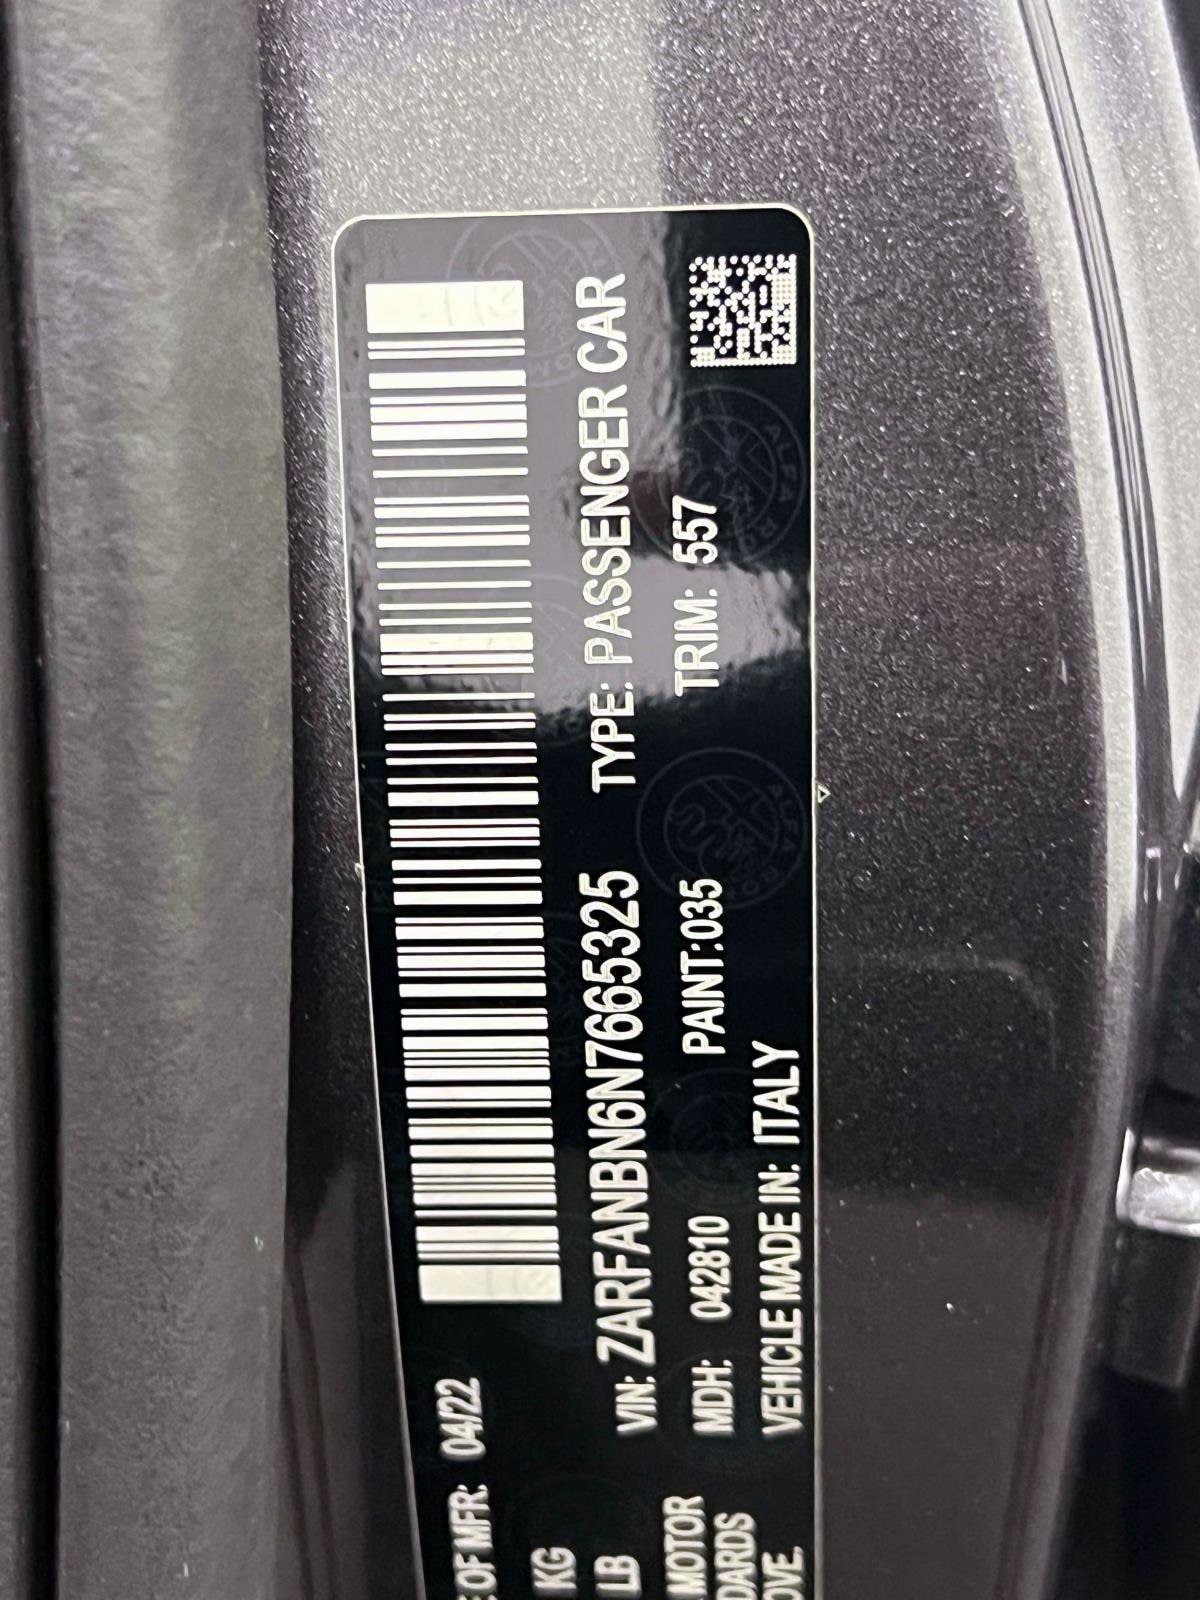 E OF MFR: 04/22
KG
LB
MOTOR
DARDS
OVE.
VIN: ZARFANBN6N7665325 TYPE: PASSENGER CAR
MDH: 042810 PAINT:035 TRIM: 557
VEHICLE MADE IN: ITALY